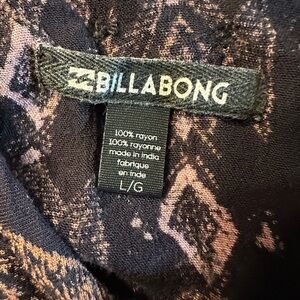 BILLABONG
100% rayon
100% rayonne
made in india
fabriqué
en inde
L/G